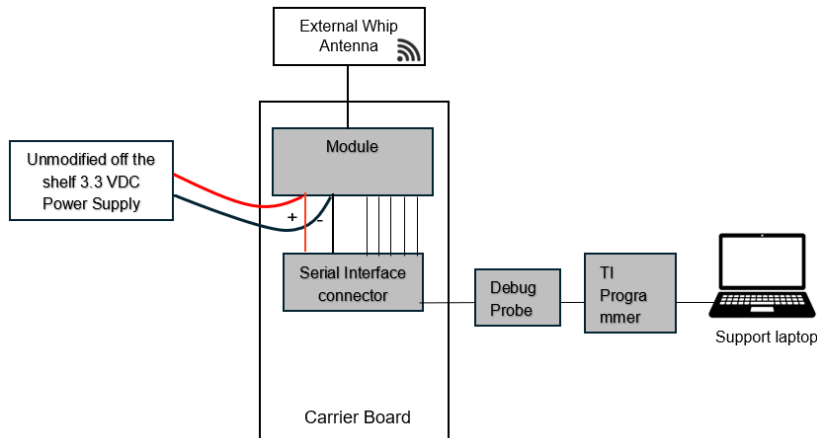 External Whip
Antenna
Module
Unmodified off the
shelf 3.3 VDC
Power Supply
+ -
Serial Interface
connector
Debug
Probe
TI
Progra
mmer
Support laptop
Carrier Board